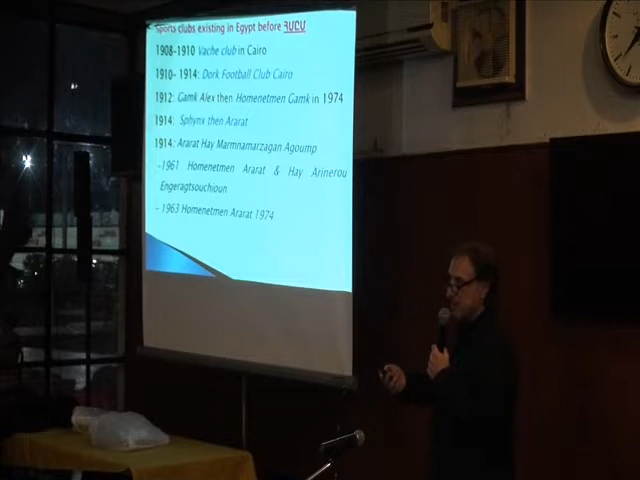 Sports clubs existing in Egypt before ՀՄԸՄ
1908-1910 Vache club in Cairo
1910- 1914: Dork Football Club Cairo
1912: Gamk Alex then Homenetmen Gamk in 1974
1914: Sphynx then Ararat
1914: Ararat Hay Marmnamarzagan Agoump
-1961 Homenetmen Ararat & Hay Arinerou
Engeragtsouchioun
- 1963 Homenetmen Ararat 1974